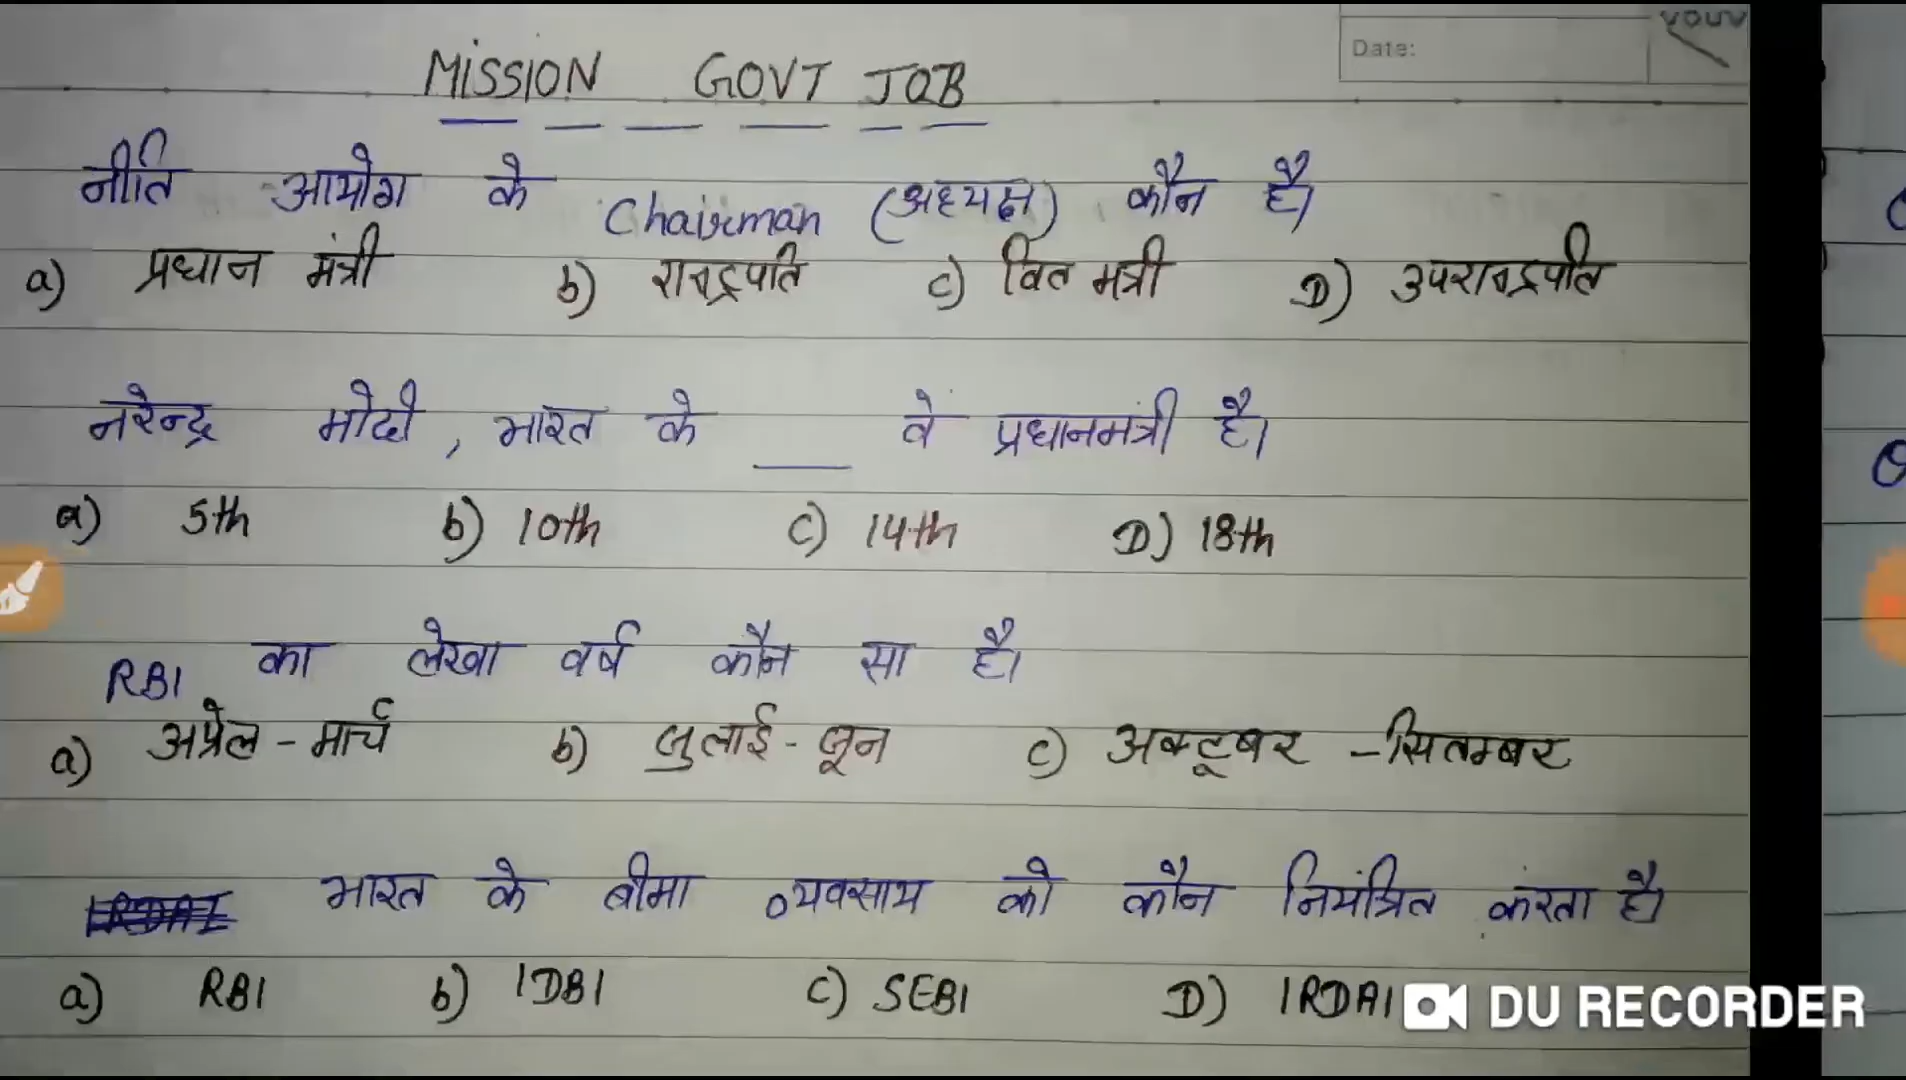 Date:
MISSION GOVT JOB
नीति आयोग के Chairman (अध्यक्ष) कौन है।
a) प्रधान मंत्री b) राष्ट्रपति c) वित मत्री D) उपराष्ट्रपति
नरेन्द्र मोदी, भारत के ___ वे प्रधानमंत्री है।
a) 5th b) 10th c) 14th D) 18th
RBI का लेखा वर्ष कौन सा है।
a) अप्रेल - मार्च b) जुलाई - जून c) अक्टूबर - सितम्बर
भारत के बीमा व्यवसाय को कौन नियंत्रित करता है।
a) RBI b) IDBI c) SEBI D) IRDAI
DU RECORDER